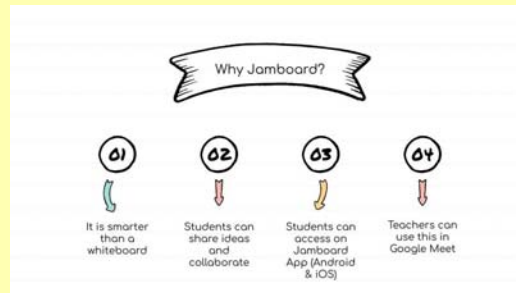 Why Jamboard?
01
It is smarter
than a
whiteboard
02
Students can
share ideas
and
collaborate
03
Students can
access on
Jamboard
App (Android
& iOS)
04
Teachers can
use this in
Google Meet